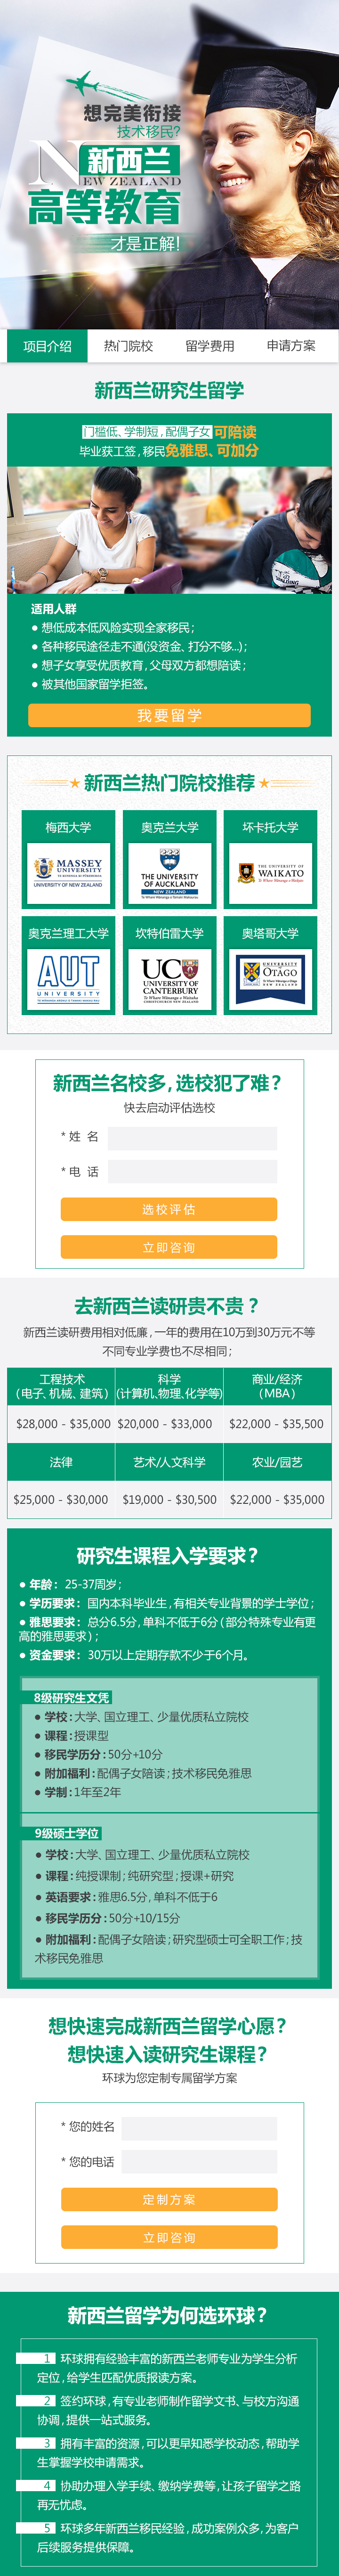 想完美衔接
技术移民?
新西兰
NEW ZEALAND
高等教育
才是正解!
项目介绍 热门院校 留学费用 申请方案
新西兰研究生留学
门槛低、学制短,配偶子女可陪读
毕业获工签,移民免雅思、可加分
适用人群
● 想低成本低风险实现全家移民;
● 各种移民途径走不通(没资金、打分不够...);
● 想子女享受优质教育,父母双方都想陪读;
● 被其他国家留学拒签。
我要留学
新西兰热门院校推荐
梅西大学 奥克兰大学 坏卡托大学
MASSEY
UNIVERSITY
UNIVERSITY OF NEW ZEALAND
THE UNIVERSITY
OF AUCKLAND
NEW ZEALAND
Te Whare Wānanga o Tāmaki Makaurau
THE UNIVERSITY OF
WAIKATO
Te Whare Wānanga o Waikato
奥克兰理工大学 坎特伯雷大学 奥塔哥大学
AUT
UNIVERSITY
UC
UNIVERSITY OF
CANTERBURY
Te Whare Wānanga o Waitaha
CHRISTCHURCH NEW ZEALAND
UNIVERSITY
OF
OTAGO
Te Whare Wānanga o Otāgo
NEW ZEALAND
新西兰名校多,选校犯了难?
快去启动评估选校
* 姓 名
* 电 话
选校评估
立即咨询
去新西兰读研贵不贵?
新西兰读研费用相对低廉,一年的费用在10万到30万元不等
不同专业学费也不尽相同;
工程技术
(电子、机械、建筑)
科学
(计算机、物理、化学等)
商业/经济
(MBA)
$28,000 - $35,000 $20,000 - $33,000 $22,000 - $35,500
法律 艺术/人文科学 农业/园艺
$25,000 - $30,000 $19,000 - $30,500 $22,000 - $35,000
研究生课程入学要求?
● 年龄: 25-37周岁;
● 学历要求: 国内本科毕业生,有相关专业背景的学士学位;
● 雅思要求: 总分6.5分,单科不低于6分(部分特殊专业有更
高的雅思要求);
● 资金要求: 30万以上定期存款不少于6个月。
8级研究生文凭
● 学校:大学、国立理工、少量优质私立院校
● 课程:授课型
● 移民学历分:50分+10分
● 附加福利:配偶子女陪读;技术移民免雅思
● 学制:1年至2年
9级硕士学位
● 学校:大学、国立理工、少量优质私立院校
● 课程:纯授课制;纯研究型;授课+研究
● 英语要求:雅思6.5分,单科不低于6
● 移民学历分:50分+10/15分
● 附加福利:配偶子女陪读;研究型硕士可全职工作;技
术移民免雅思
想快速完成新西兰留学心愿?
想快速入读研究生课程?
环球为您定制专属留学方案
* 您的姓名
* 您的电话
定制方案
立即咨询
新西兰留学为何选环球?
1 环球拥有经验丰富的新西兰老师专业为学生分析
定位,给学生匹配优质报读方案。
2 签约环球,有专业老师制作留学文书、与校方沟通
协调,提供一站式服务。
3 拥有丰富的资源,可以更早知悉学校动态,帮助学
生掌握学校申请需求。
4 协助办理入学手续、缴纳学费等,让孩子留学之路
再无忧虑。
5 环球多年新西兰移民经验,成功案例众多,为客户
后续服务提供保障。